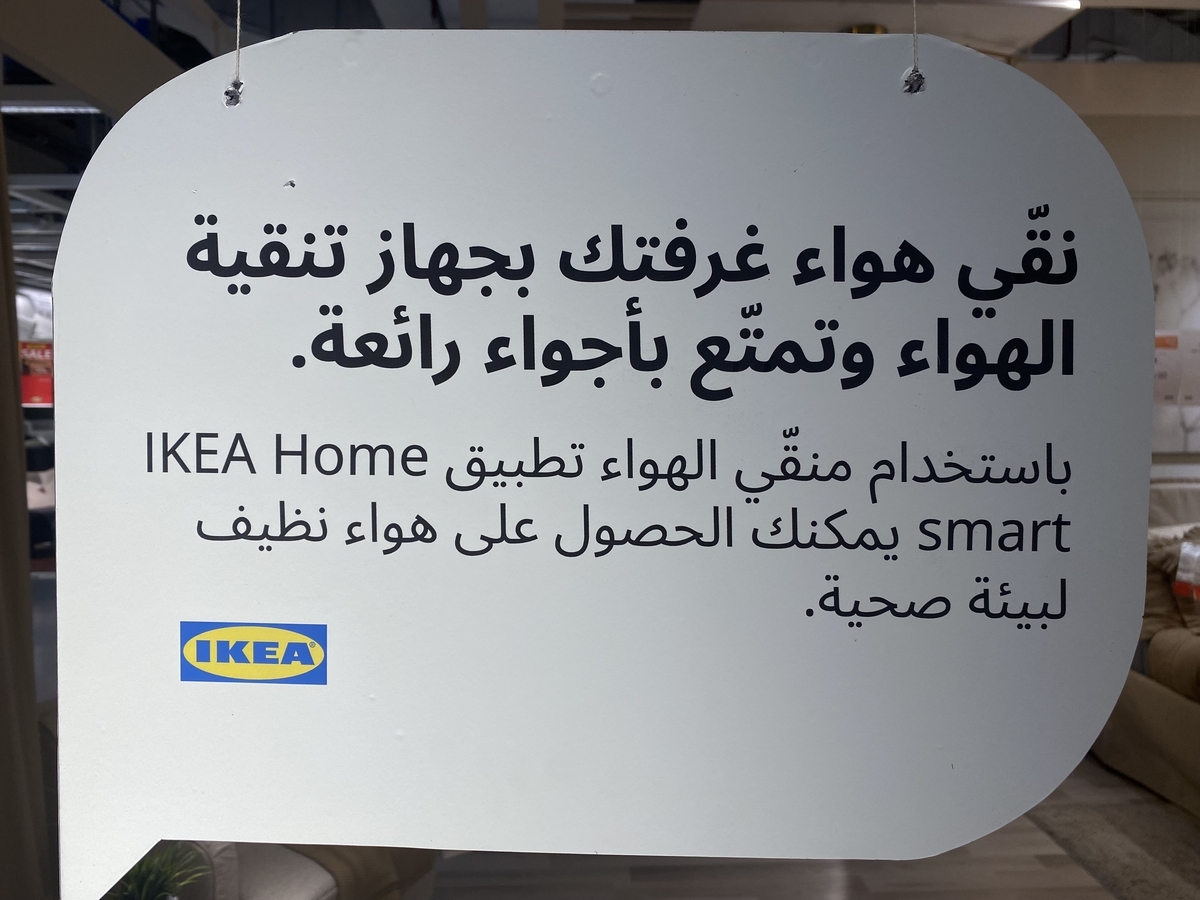 نقّي هواء غرفتك بجهاز تنقية
الهواء وتمتّع بأجواء رائعة.
باستخدام منقّي الهواء تطبيق IKEA Home
smart يمكنك الحصول على هواء نظيف
لبيئة صحية.
IKEA
SALE